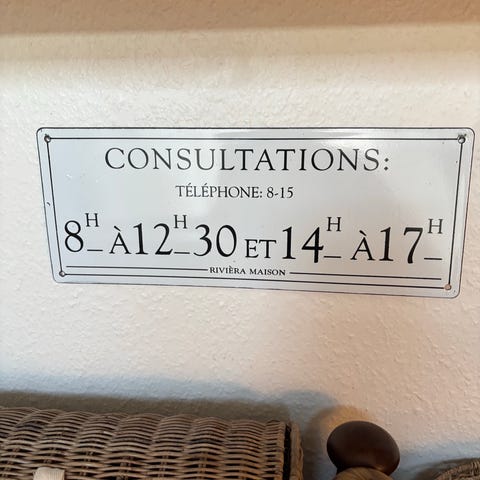 CONSULTATIONS:
TÉLÉPHONE: 8-15
8H À 12H30 ET 14H À 17H
RIVIÈRA MAISON